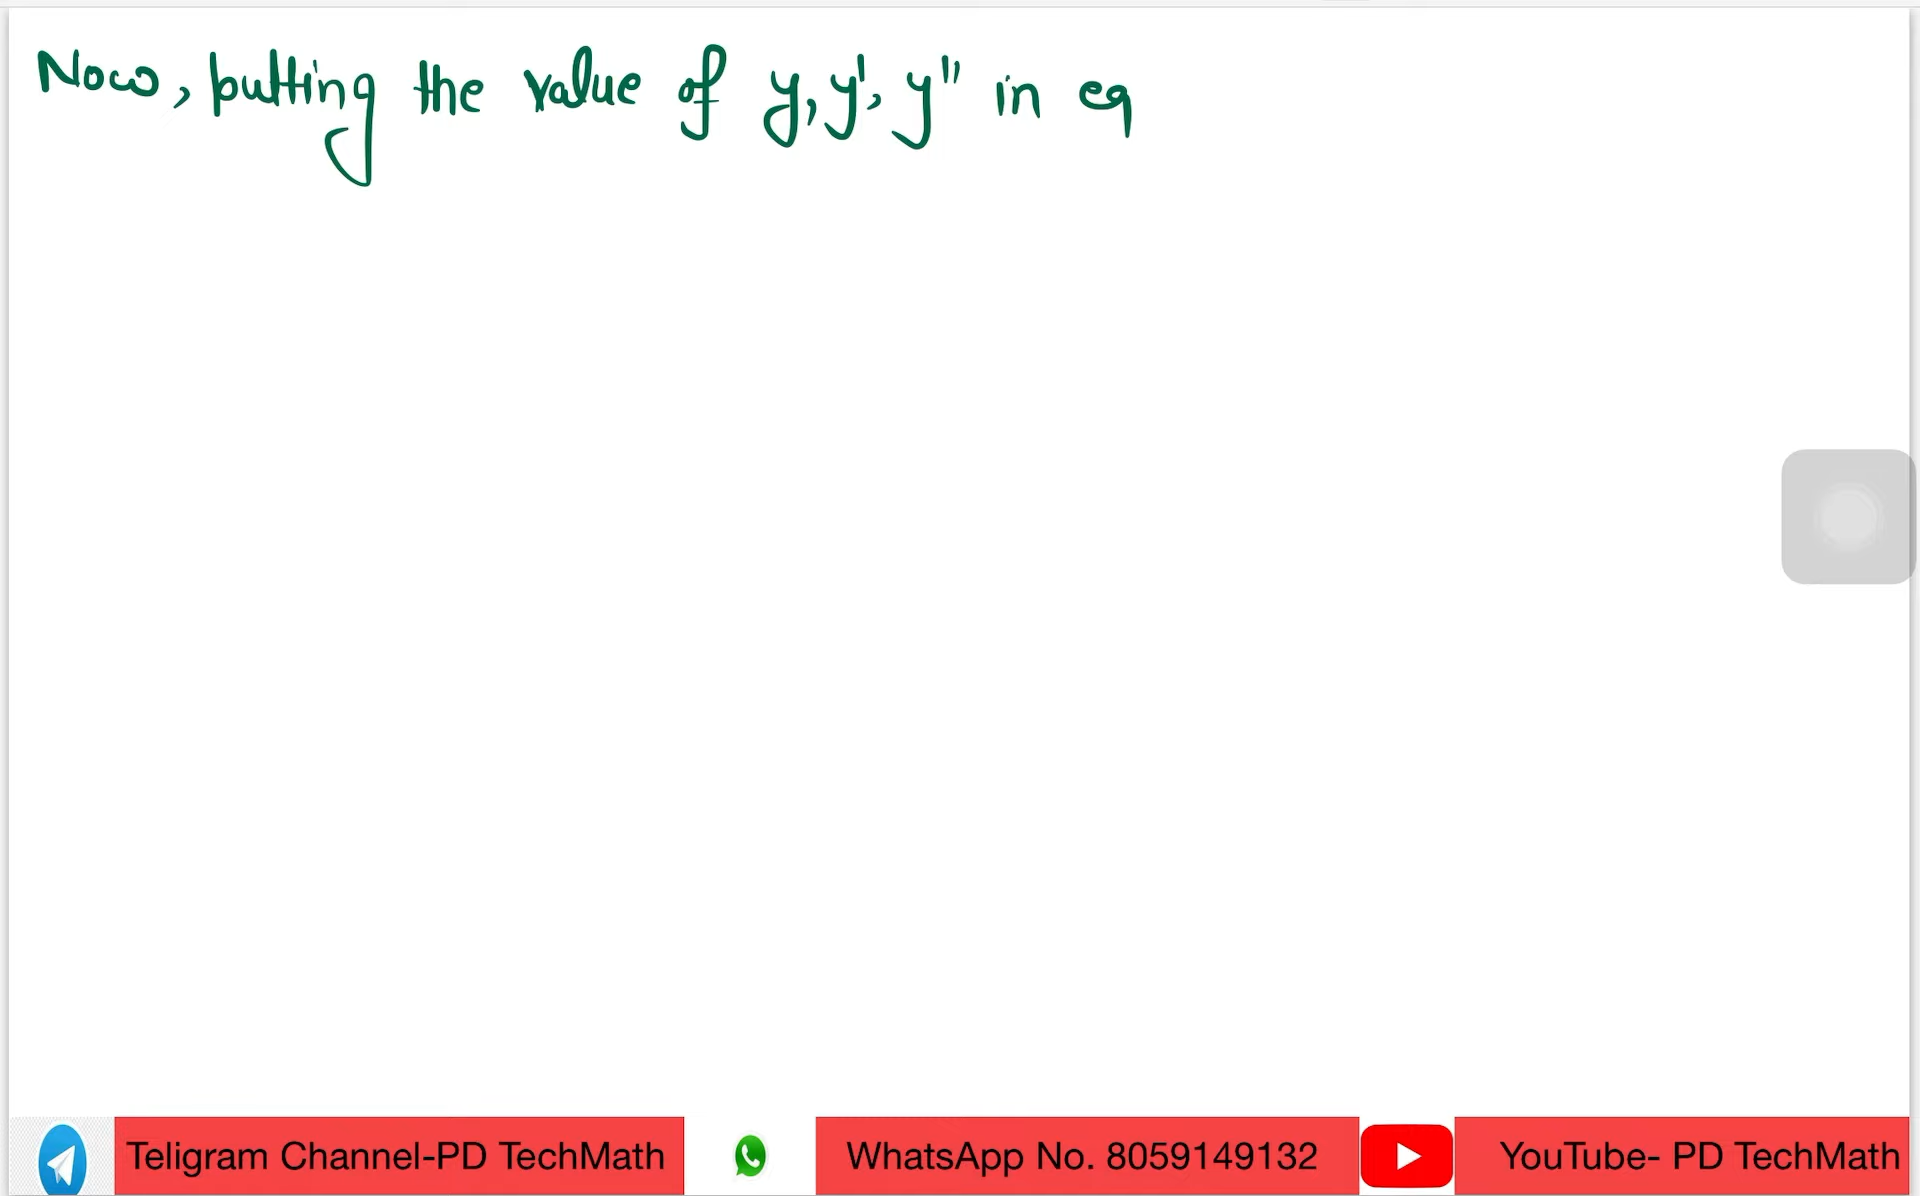 Now, putting the value of y, y', y'' in eq
Teligram Channel-PD TechMath WhatsApp No. 8059149132 YouTube- PD TechMath